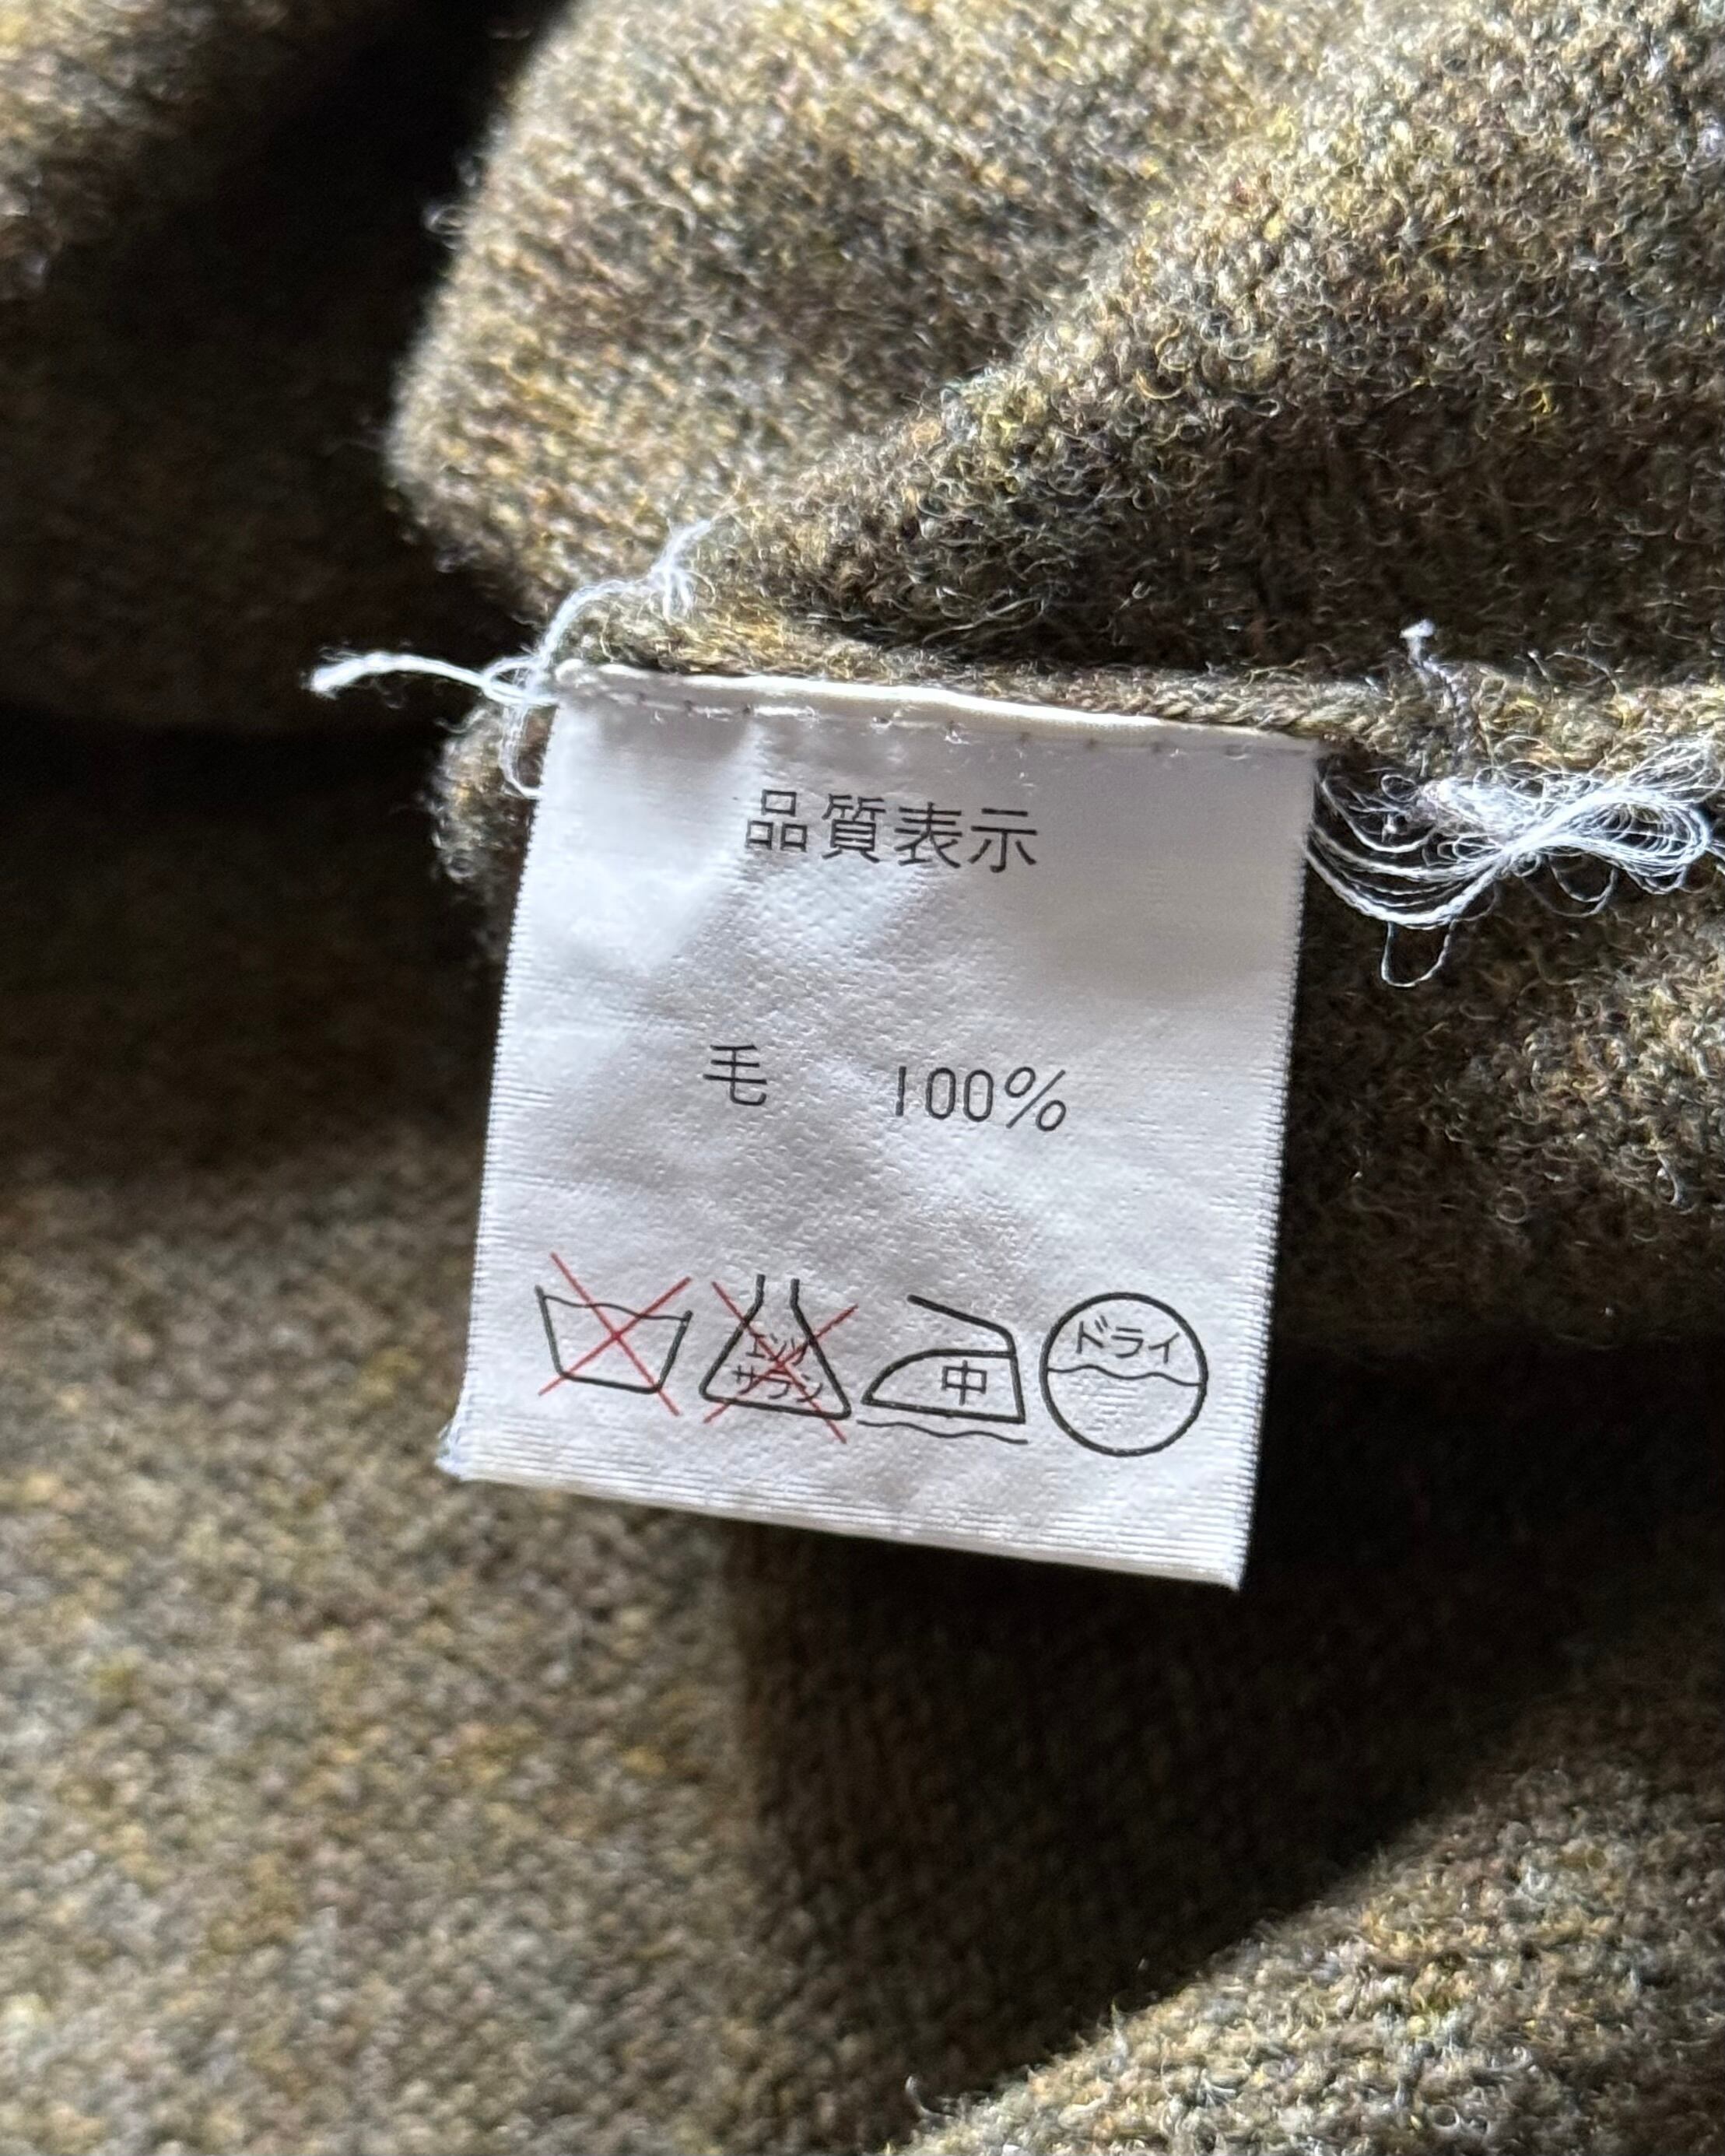 品質表示
毛 100%
エンソ サラシ 中 ドライ